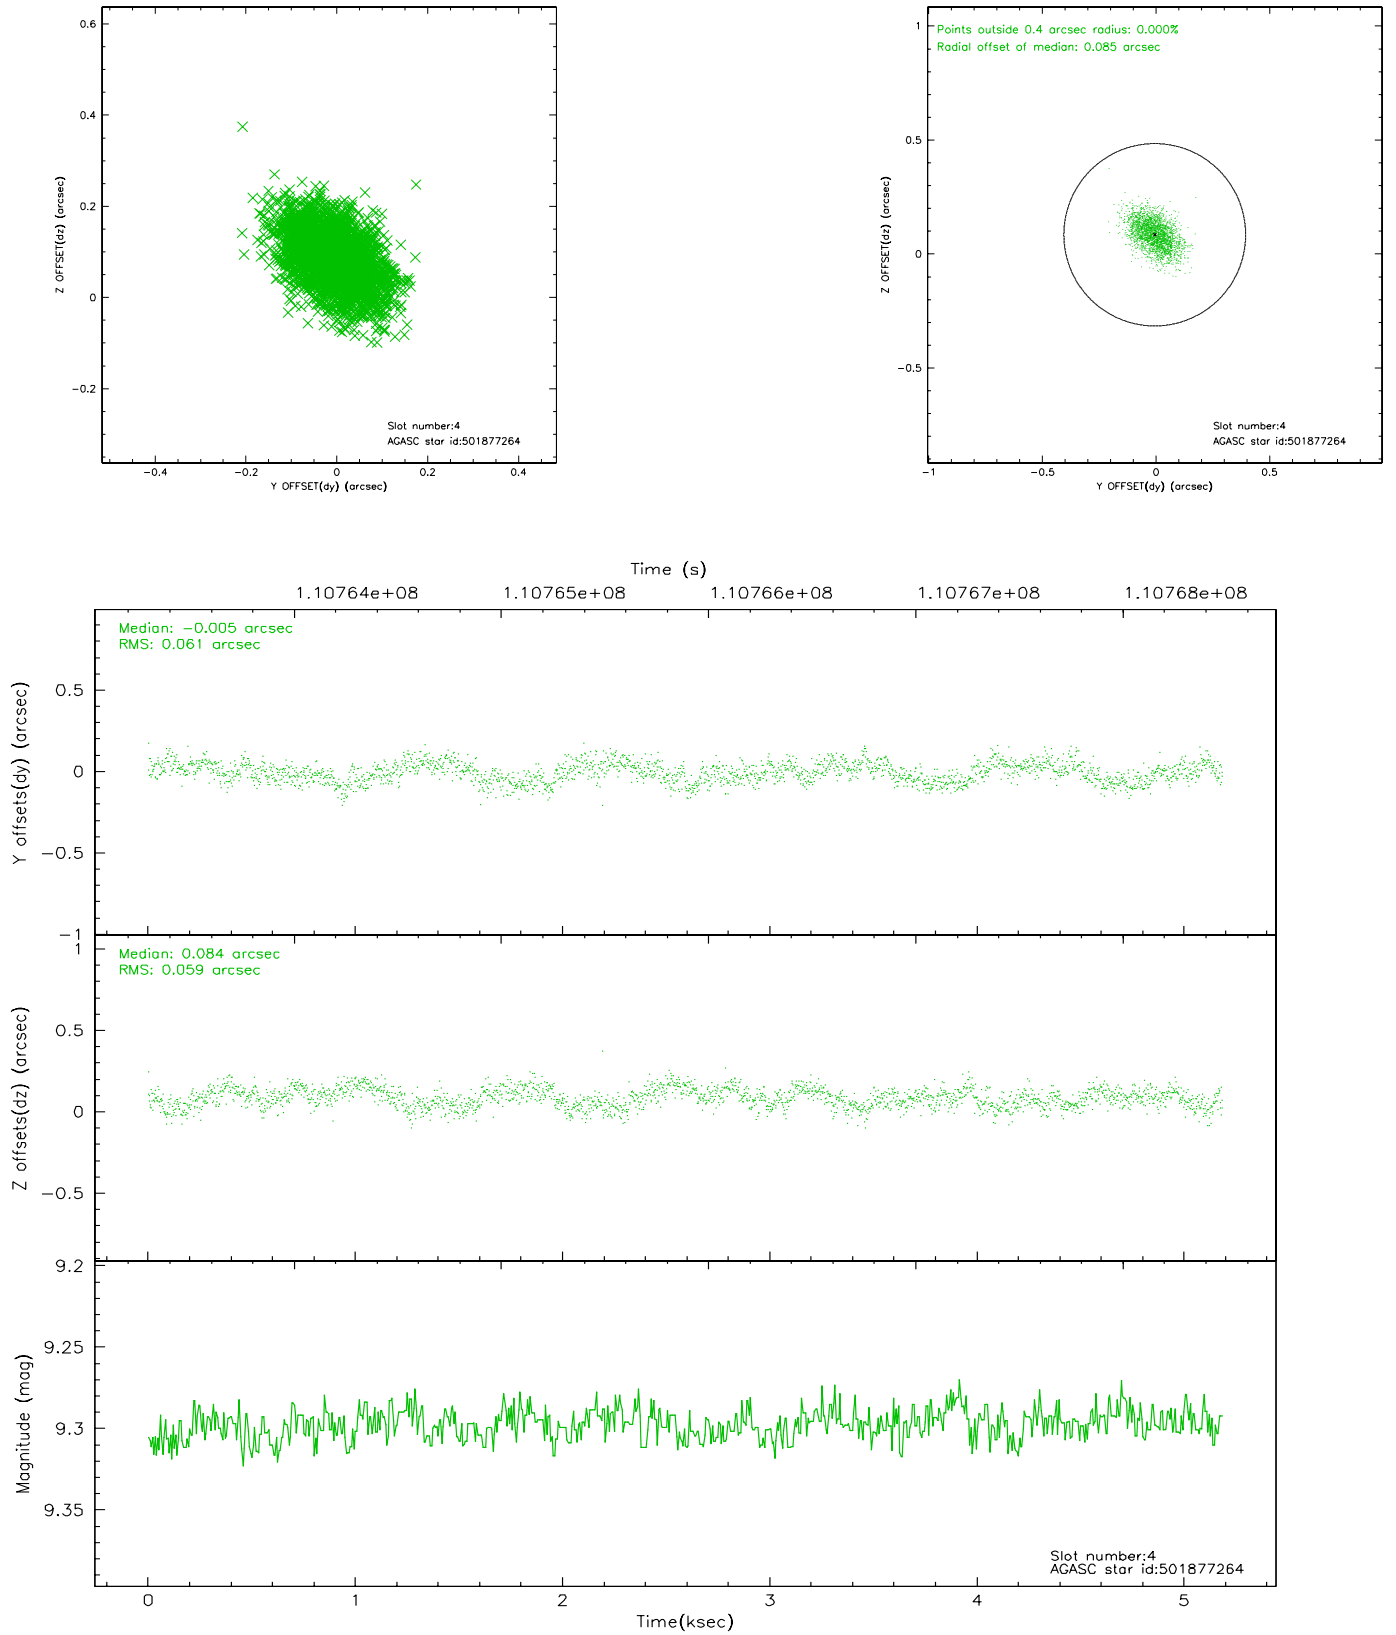 0.6
0.4
0.2
0
−0.2
Z OFFSET(dz) (arcsec)
Slot number:4
AGASC star id:501877264
−0.4 −0.2 0 0.2 0.4
Y OFFSET(dy) (arcsec)
Points outside 0.4 arcsec radius: 0.000%
Radial offset of median: 0.085 arcsec
1
0.5
0
−0.5
Z OFFSET(dz) (arcsec)
Slot number:4
AGASC star id:501877264
−1 −0.5 0 0.5
Y OFFSET(dy) (arcsec)
Time (s)
1.10764e+08 1.10765e+08 1.10766e+08 1.10767e+08 1.10768e+08
Median: −0.005 arcsec
RMS: 0.061 arcsec
0.5
0
−0.5
−1
Y offsets(dy) (arcsec)
Median: 0.084 arcsec
RMS: 0.059 arcsec
1
0.5
0
−0.5
Z offsets(dz) (arcsec)
9.2
9.25
9.3
9.35
Magnitude (mag)
Slot number:4
AGASC star id:501877264
0 1 2 3 4 5
Time(ksec)